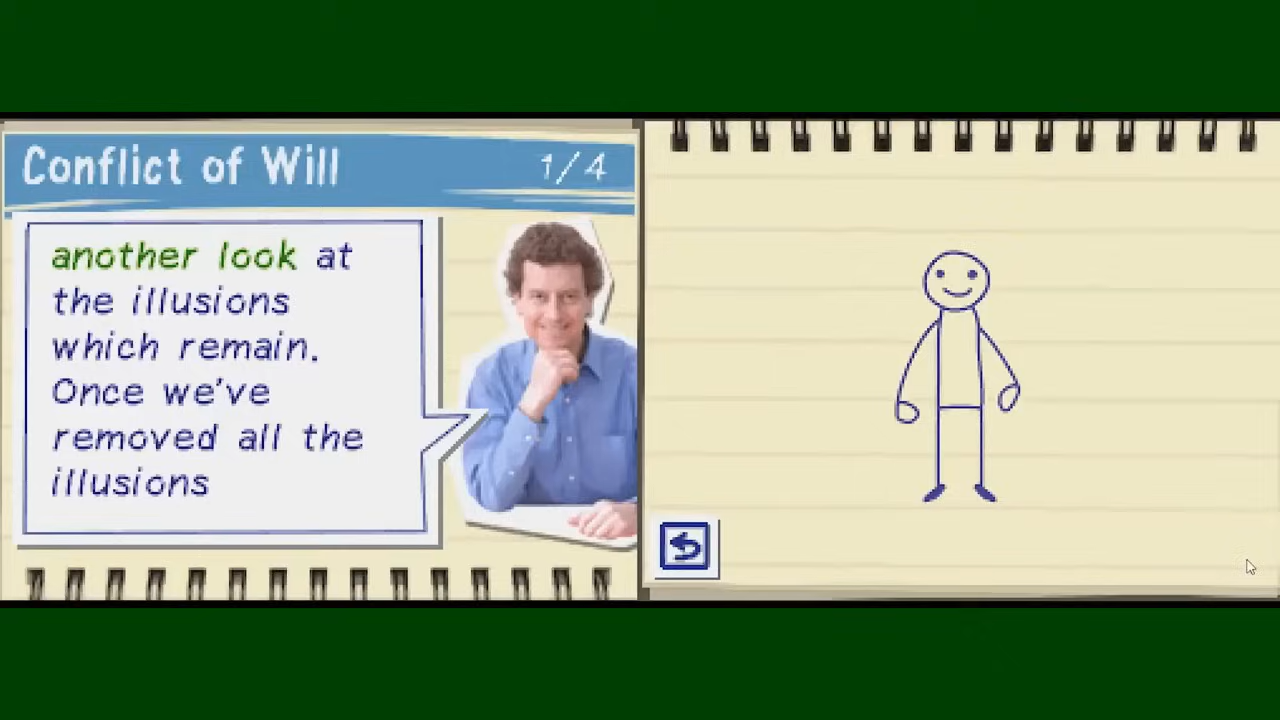 Conflict of Will
1/4
another look at
the illusions
which remain.
Once we've
removed all the
illusions